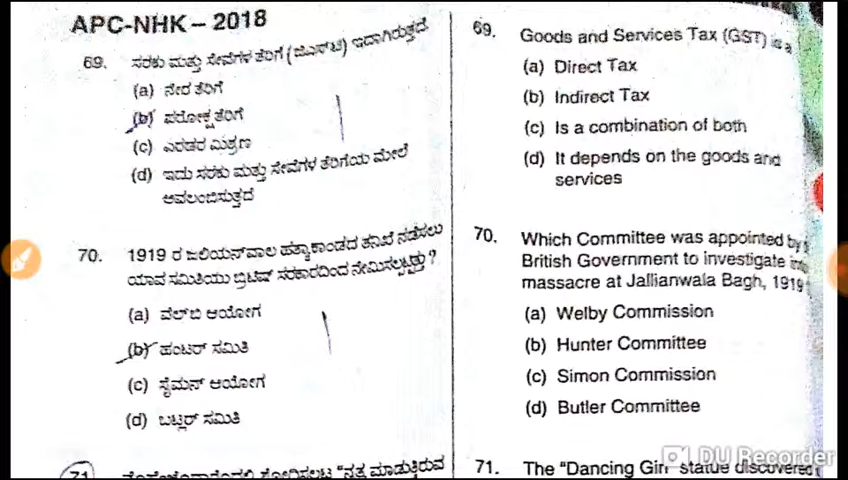 APC-NHK – 2018
69. ಸರಕು ಮತ್ತು ಸೇವೆಗಳ ತೆರಿಗೆ (ಜಿಎಸ್‌ಟಿ) ಇದಾಗಿರುತ್ತದೆ
(a) ನೇರ ತೆರಿಗೆ
(b) ಪರೋಕ್ಷ ತೆರಿಗೆ
(c) ಎರಡರ ಮಿಶ್ರಣ
(d) ಇದು ಸರಕು ಮತ್ತು ಸೇವೆಗಳ ತೆರಿಗೆಯ ಮೇಲೆ
ಅವಲಂಬಿಸುತ್ತದೆ
70. 1919 ರ ಜಲಿಯನ್‌ವಾಲ ಹತ್ಯಾಕಾಂಡದ ತನಿಖೆ ನಡೆಸಲು
ಯಾವ ಸಮಿತಿಯು ಬ್ರಿಟಿಷ್ ಸರಕಾರದಿಂದ ನೇಮಿಸಲ್ಪಟ್ಟಿತು ?
(a) ವೆಲ್‌ಬಿ ಆಯೋಗ
(b) ಹಂಟರ್ ಸಮಿತಿ
(c) ಸೈಮನ್ ಆಯೋಗ
(d) ಬಟ್ಲರ್ ಸಮಿತಿ
71. "ನೃತ್ಯ ಮಾಡುತ್ತಿರುವ
69. Goods and Services Tax (GST) is a
(a) Direct Tax
(b) Indirect Tax
(c) Is a combination of both
(d) It depends on the goods and
services
70. Which Committee was appointed by
British Government to investigate
massacre at Jallianwala Bagh, 1919
(a) Welby Commission
(b) Hunter Committee
(c) Simon Commission
(d) Butler Committee
71. The "Dancing Girl" statue discovered
DU Recorder